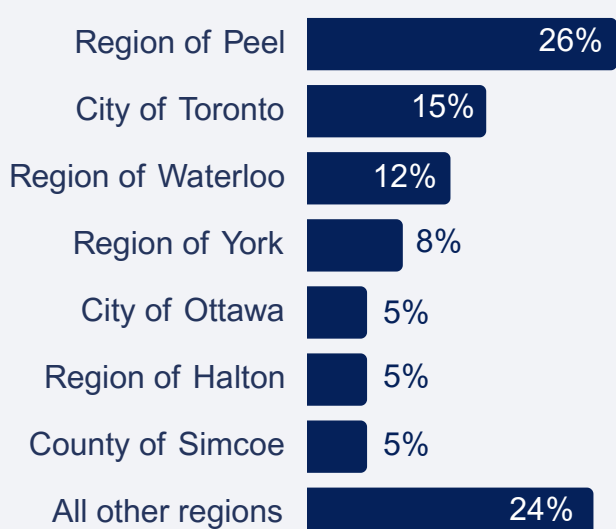 Region of Peel 26%
City of Toronto 15%
Region of Waterloo 12%
Region of York 8%
City of Ottawa 5%
Region of Halton 5%
County of Simcoe 5%
All other regions 24%